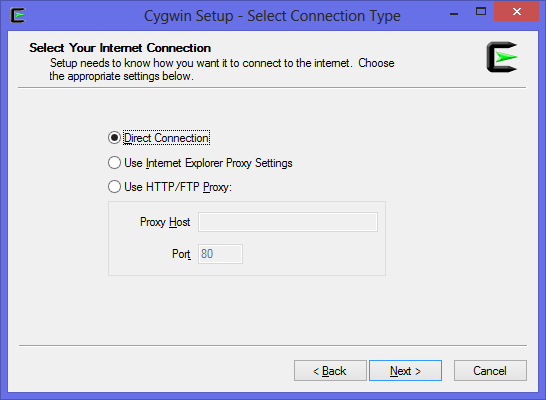 Cygwin Setup - Select Connection Type
Select Your Internet Connection
Setup needs to know how you want it to connect to the internet. Choose
the appropriate settings below.
Direct Connection
Use Internet Explorer Proxy Settings
Use HTTP/FTP Proxy:
Proxy Host
Port 80
< Back Next > Cancel